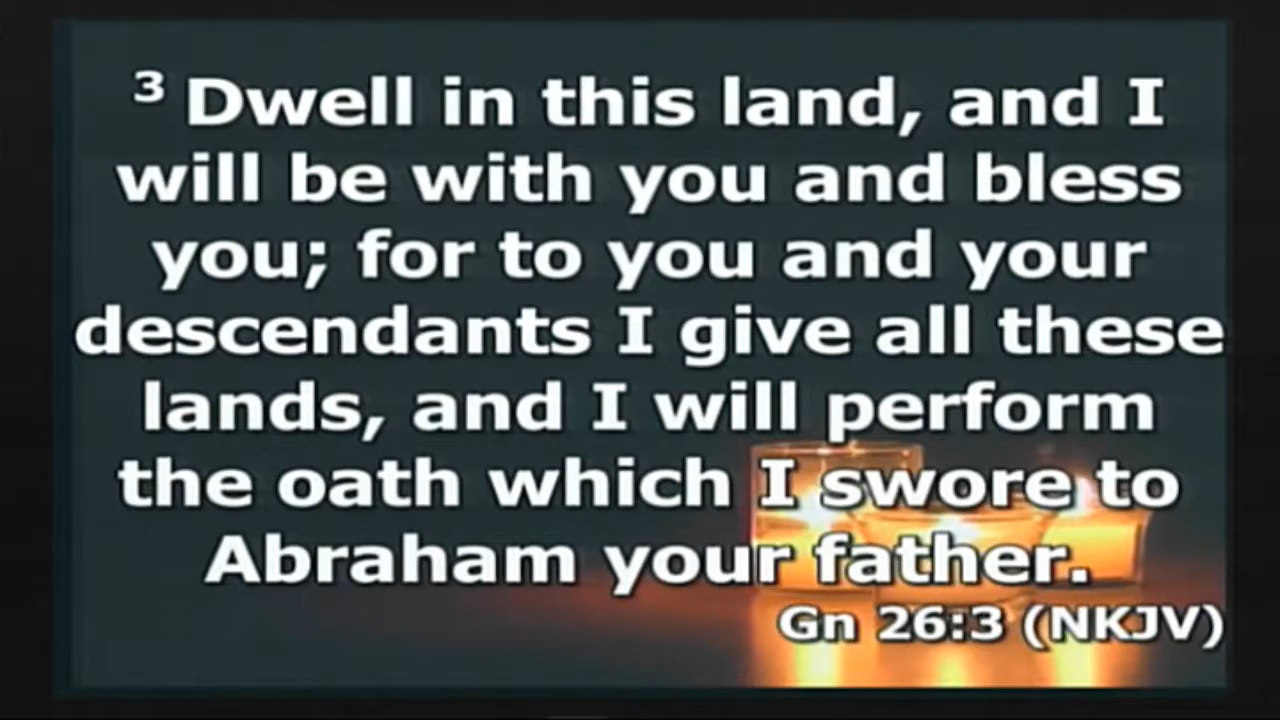 3 Dwell in this land, and I
will be with you and bless
you; for to you and your
descendants I give all these
lands, and I will perform
the oath which I swore to
Abraham your father.
Gn 26:3 (NKJV)